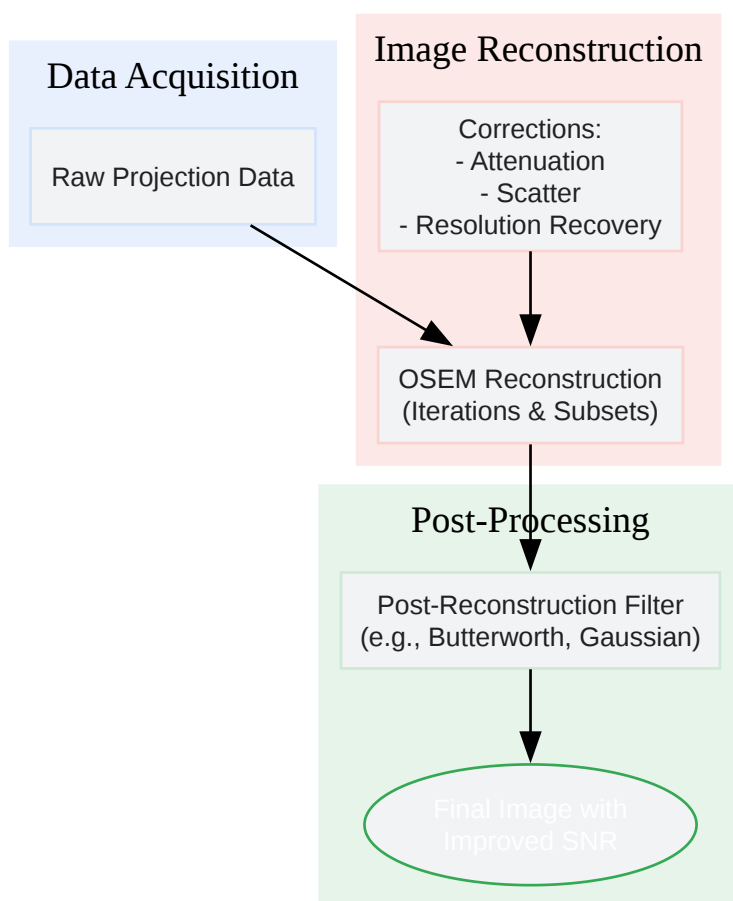 Data Acquisition
Raw Projection Data
Image Reconstruction
Corrections:
- Attenuation
- Scatter
- Resolution Recovery
OSEM Reconstruction
(Iterations & Subsets)
Post-Processing
Post-Reconstruction Filter
(e.g., Butterworth, Gaussian)
Final Image with
Improved SNR